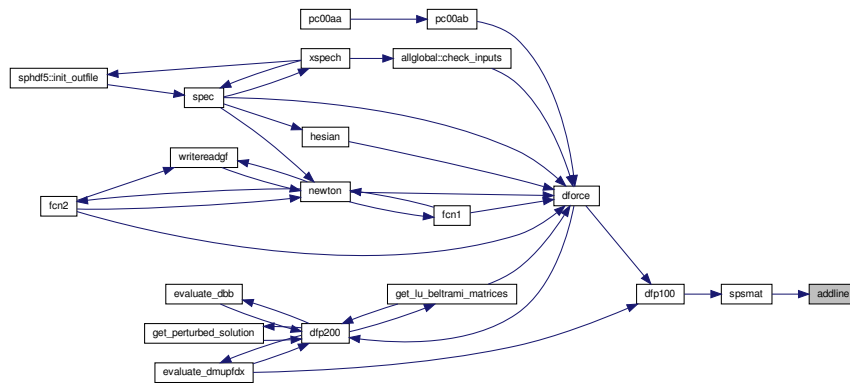 pc00aa
pc00ab
xspech
allglobal::check_inputs
sphdf5::init_outfile
spec
hesian
writereadgf
newton
dforce
fcn2
fcn1
evaluate_dbb
get_lu_beltrami_matrices
dfp100
spsmat
addline
get_perturbed_solution
dfp200
evaluate_dmupfdx